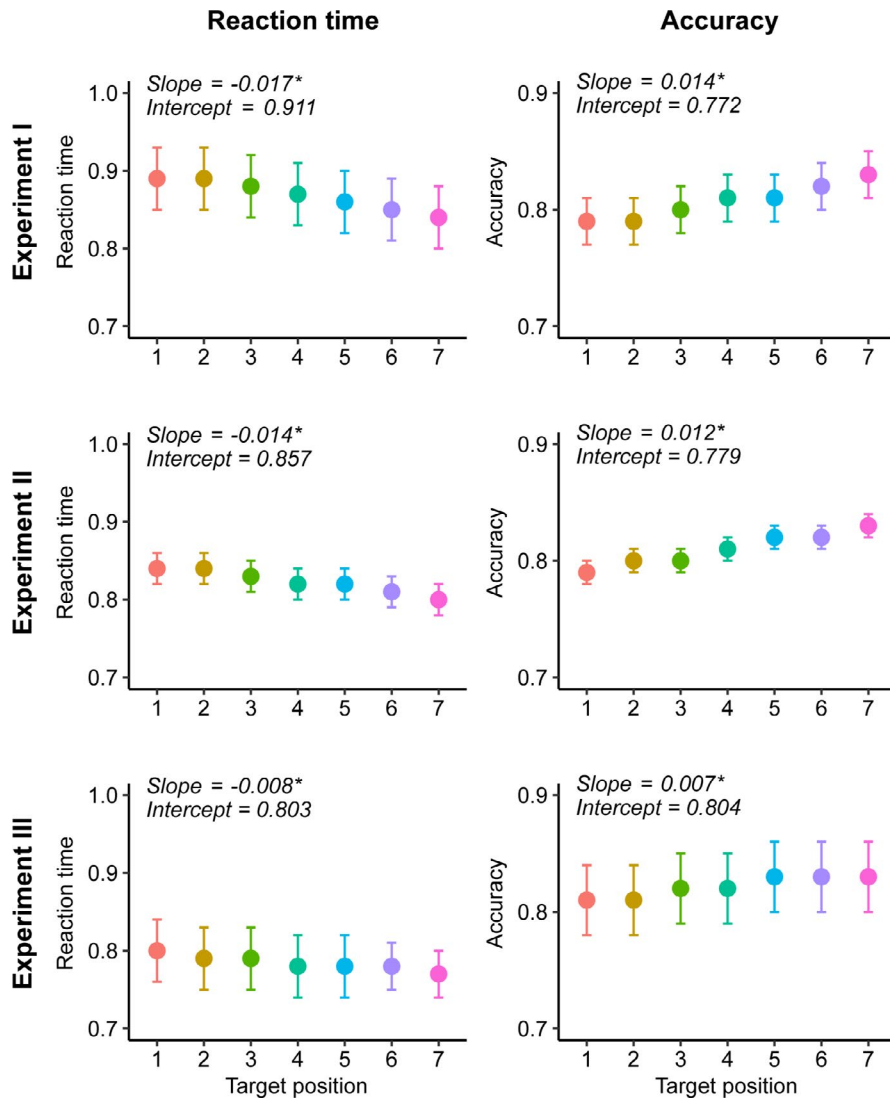 Reaction time
Accuracy
Experiment I
Reaction time
Slope = -0.017*
Intercept = 0.911
1.0
0.9
0.8
0.7
1 2 3 4 5 6 7
Accuracy
Slope = 0.014*
Intercept = 0.772
0.9
0.8
0.7
1 2 3 4 5 6 7
Experiment II
Reaction time
Slope = -0.014*
Intercept = 0.857
1.0
0.9
0.8
0.7
1 2 3 4 5 6 7
Accuracy
Slope = 0.012*
Intercept = 0.779
0.9
0.8
0.7
1 2 3 4 5 6 7
Experiment III
Reaction time
Slope = -0.008*
Intercept = 0.803
1.0
0.9
0.8
0.7
1 2 3 4 5 6 7
Target position
Accuracy
Slope = 0.007*
Intercept = 0.804
0.9
0.8
0.7
1 2 3 4 5 6 7
Target position